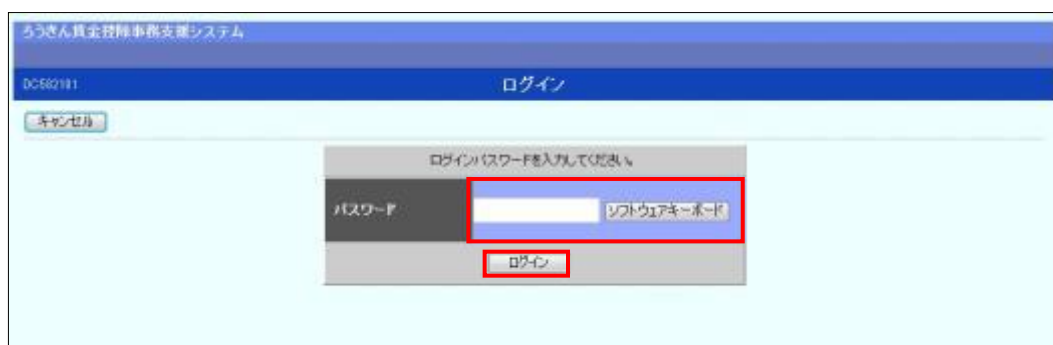 ろうきん賃金控除事務支援システム
DC582101
ログイン
キャンセル
ログインパスワードを入力してください。
パスワード
ソフトウェアキーボード
ログイン